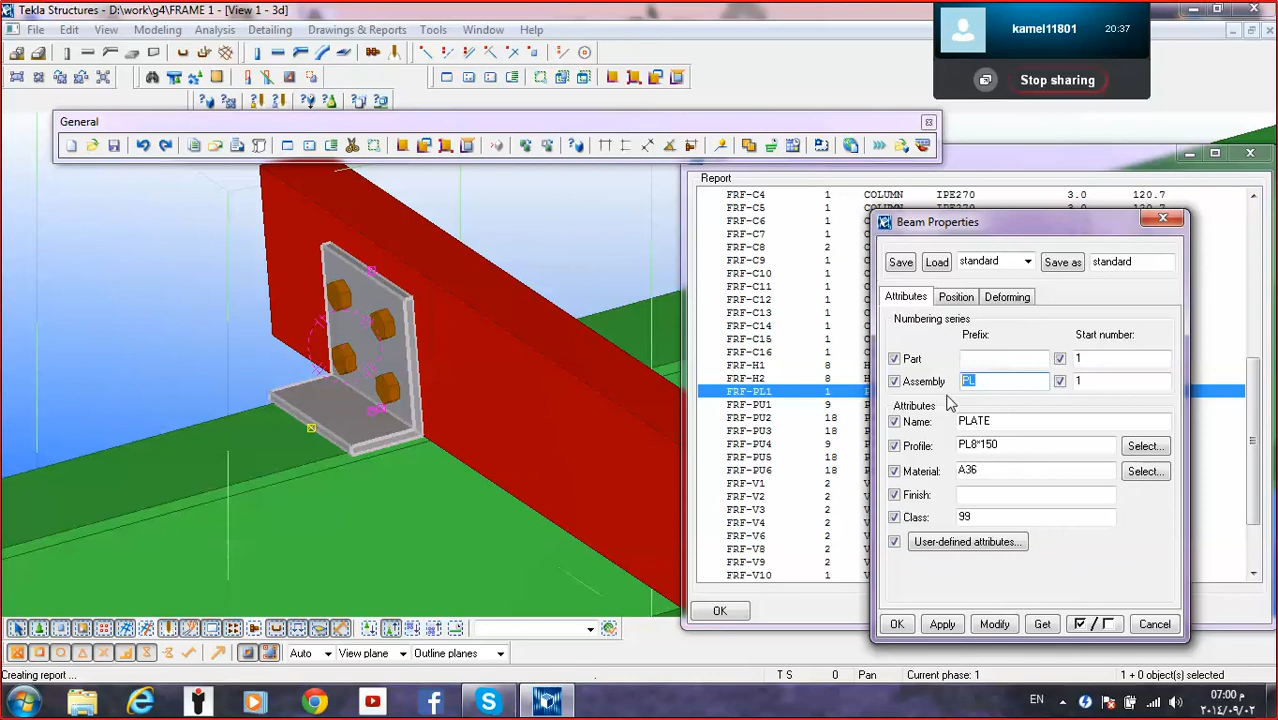 Tekla Structures - D:\work\g4\FRAME 1 - [View 1 - 3d]
File Edit View Modeling Analysis Detailing Drawings & Reports Tools Window Help
kamel11801 20:37
Stop sharing
General
Report
FRF-C4 1 COLUMN IPE270 3.0 120.7
FRF-C5 1 COLUMN IPE270 3.0 120.7
FRF-C6 1
FRF-C7 1
FRF-C8 2
FRF-C9 1
FRF-C10 1
FRF-C11 1
FRF-C12 1
FRF-C13 1
FRF-C14 1
FRF-C15 1
FRF-C16 1
FRF-H1 8
FRF-H2 8
FRF-PL1 1
FRF-PU1 9
FRF-PU2 18
FRF-PU3 18
FRF-PU4 9
FRF-PU5 18
FRF-PU6 18
FRF-V1 2
FRF-V2 2
FRF-V3 2
FRF-V4 2
FRF-V8 2
FRF-V9 2
FRF-V10 1
OK
Beam Properties
Save Load standard Save as standard
Attributes Position Deforming
Numbering series
Prefix: Start number:
Part 1
Assembly PL 1
Attributes
Name: PLATE
Profile: PL8*150 Select...
Material: A36 Select...
Finish:
Class: 99
User-defined attributes...
OK Apply Modify Get / Cancel
Auto View plane Outline planes
Creating report ... T S 0 Pan Current phase: 1 1 + 0 object(s) selected
EN
م 07:00
٢٠١٤/٠٩/٠٢